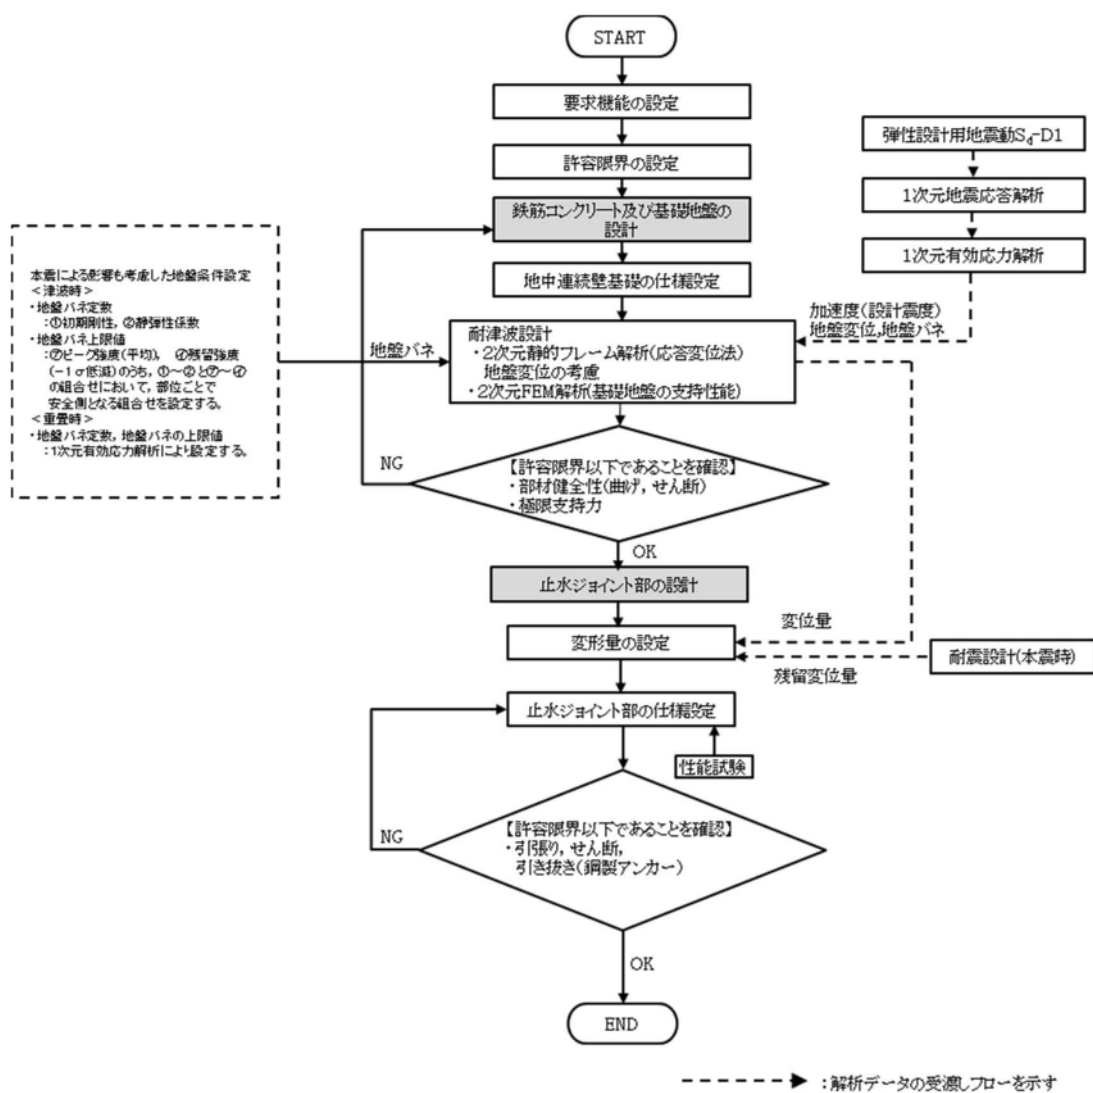 START
要求機能の設定
許容限界の設定
鉄筋コンクリート及び基礎地盤の
設計
地中連続壁基礎の仕様設定
弾性設計用地震動Sd-D1
1次元地震応答解析
1次元有効応力解析
加速度(設計震度)
地盤変位,地盤バネ
本震による影響も考慮した地盤条件設定
<津波時>
・地盤バネ定数
:①初期剛性,②静弾性係数
・地盤バネ上限値
:㋐ピーク強度(平均), ㋑残留強度
(-1σ低減)のうち,①~②と㋐~㋑
の組合せにおいて,部位ごとで
安全側となる組合せを設定する。
<重畳時>
・地盤バネ定数,地盤バネの上限値
:1次元有効応力解析により設定する。
地盤バネ
耐津波設計
・2次元静的フレーム解析(応答変位法)
地盤変位の考慮
・2次元FEM解析(基礎地盤の支持性能)
NG
【許容限界以下であることを確認】
・部材健全性(曲げ,せん断)
・極限支持力
OK
止水ジョイント部の設計
変位量
変形量の設定
耐震設計(本震時)
残留変位量
止水ジョイント部の仕様設定
性能試験
NG
【許容限界以下であることを確認】
・引張り,せん断,
引き抜き(鋼製アンカー)
OK
END
:解析データの受渡しフローを示す